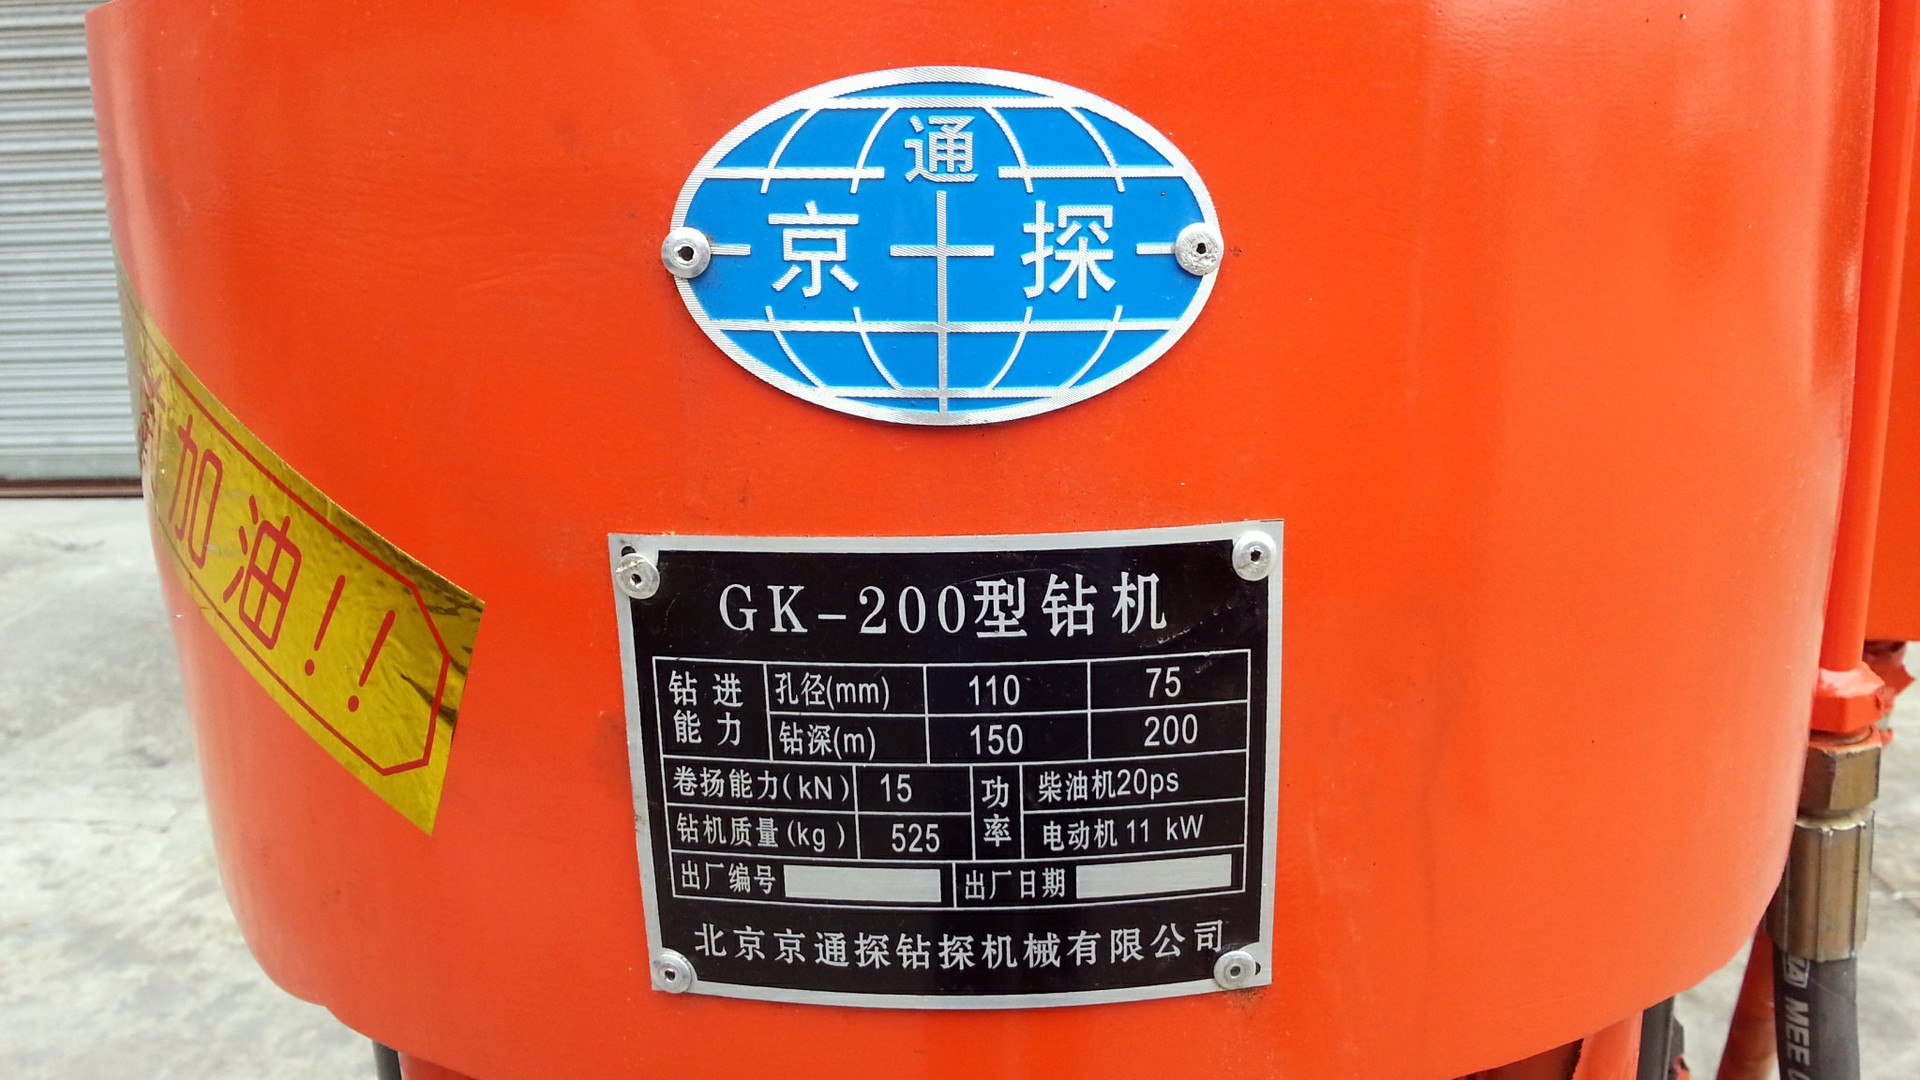 通
京 探
加油!!
GK-200型钻机
钻进能力 孔径(mm) 110 75
钻深(m) 150 200
卷扬能力(kN) 15 功率 柴油机20ps
钻机质量(kg) 525 电动机11 kW
出厂编号 出厂日期
北京京通探钻探机械有限公司
MEE